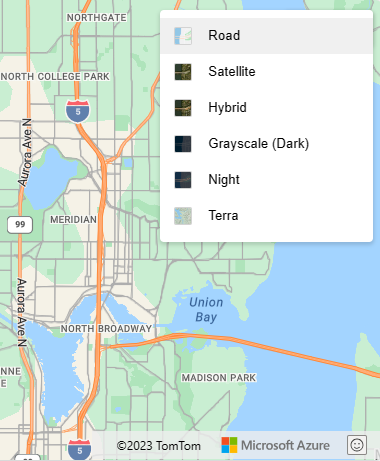 NORTHGATE
Road
NORTH COLLEGE PARK
Satellite
5
Hybrid
Aurora Ave N
Grayscale (Dark)
Night
MERIDIAN
Terra
99
Aurora Ave N
Union
Bay
NORTH BROADWAY
MADISON PARK
NNE
5
©2023 TomTom
Microsoft Azure